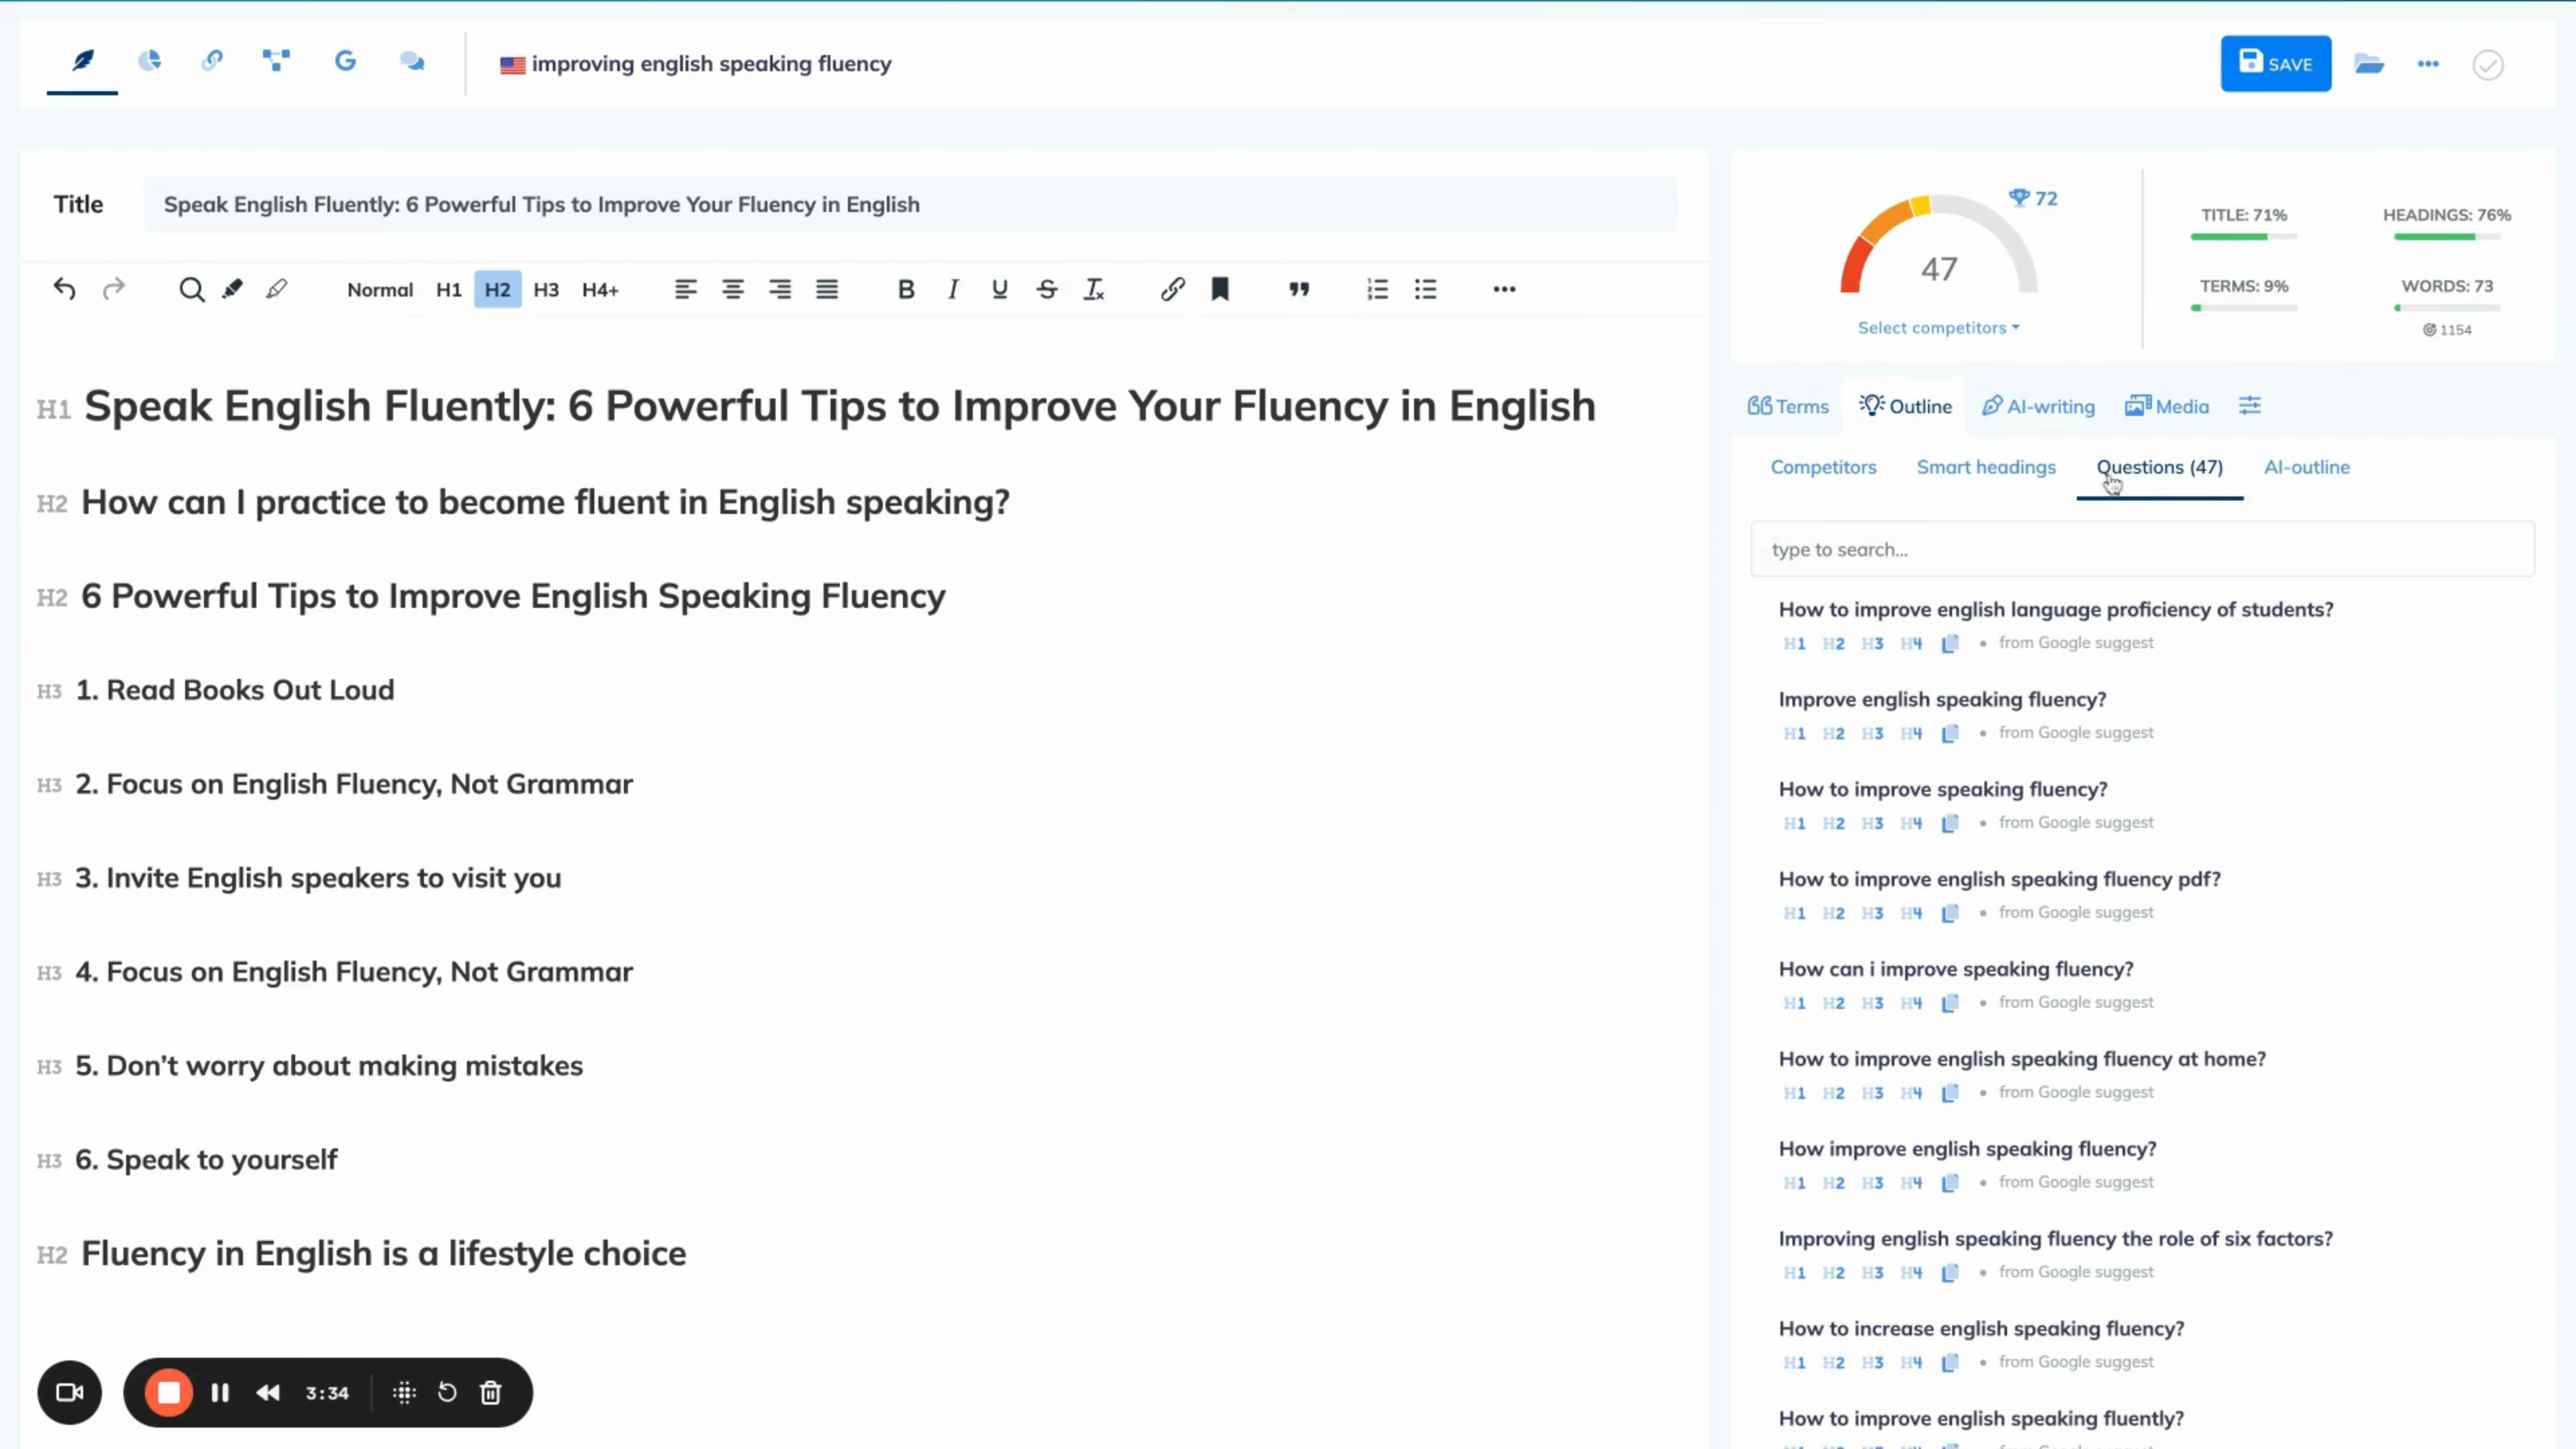 improving english speaking fluency
SAVE
Title
Speak English Fluently: 6 Powerful Tips to Improve Your Fluency in English
Normal H1 H2 H3 H4+
H1 Speak English Fluently: 6 Powerful Tips to Improve Your Fluency in English
H2 How can I practice to become fluent in English speaking?
H2 6 Powerful Tips to Improve English Speaking Fluency
H3 1. Read Books Out Loud
H3 2. Focus on English Fluency, Not Grammar
H3 3. Invite English speakers to visit you
H3 4. Focus on English Fluency, Not Grammar
H3 5. Don't worry about making mistakes
H3 6. Speak to yourself
H2 Fluency in English is a lifestyle choice
3:34
72
47
Select competitors
TITLE: 71%
HEADINGS: 76%
TERMS: 9%
WORDS: 73
1154
Terms Outline AI-writing Media
Competitors Smart headings Questions (47) AI-outline
type to search...
How to improve english language proficiency of students?
H1 H2 H3 H4 • from Google suggest
Improve english speaking fluency?
H1 H2 H3 H4 • from Google suggest
How to improve speaking fluency?
H1 H2 H3 H4 • from Google suggest
How to improve english speaking fluency pdf?
H1 H2 H3 H4 • from Google suggest
How can i improve speaking fluency?
H1 H2 H3 H4 • from Google suggest
How to improve english speaking fluency at home?
H1 H2 H3 H4 • from Google suggest
How improve english speaking fluency?
H1 H2 H3 H4 • from Google suggest
Improving english speaking fluency the role of six factors?
H1 H2 H3 H4 • from Google suggest
How to increase english speaking fluency?
H1 H2 H3 H4 • from Google suggest
How to improve english speaking fluently?